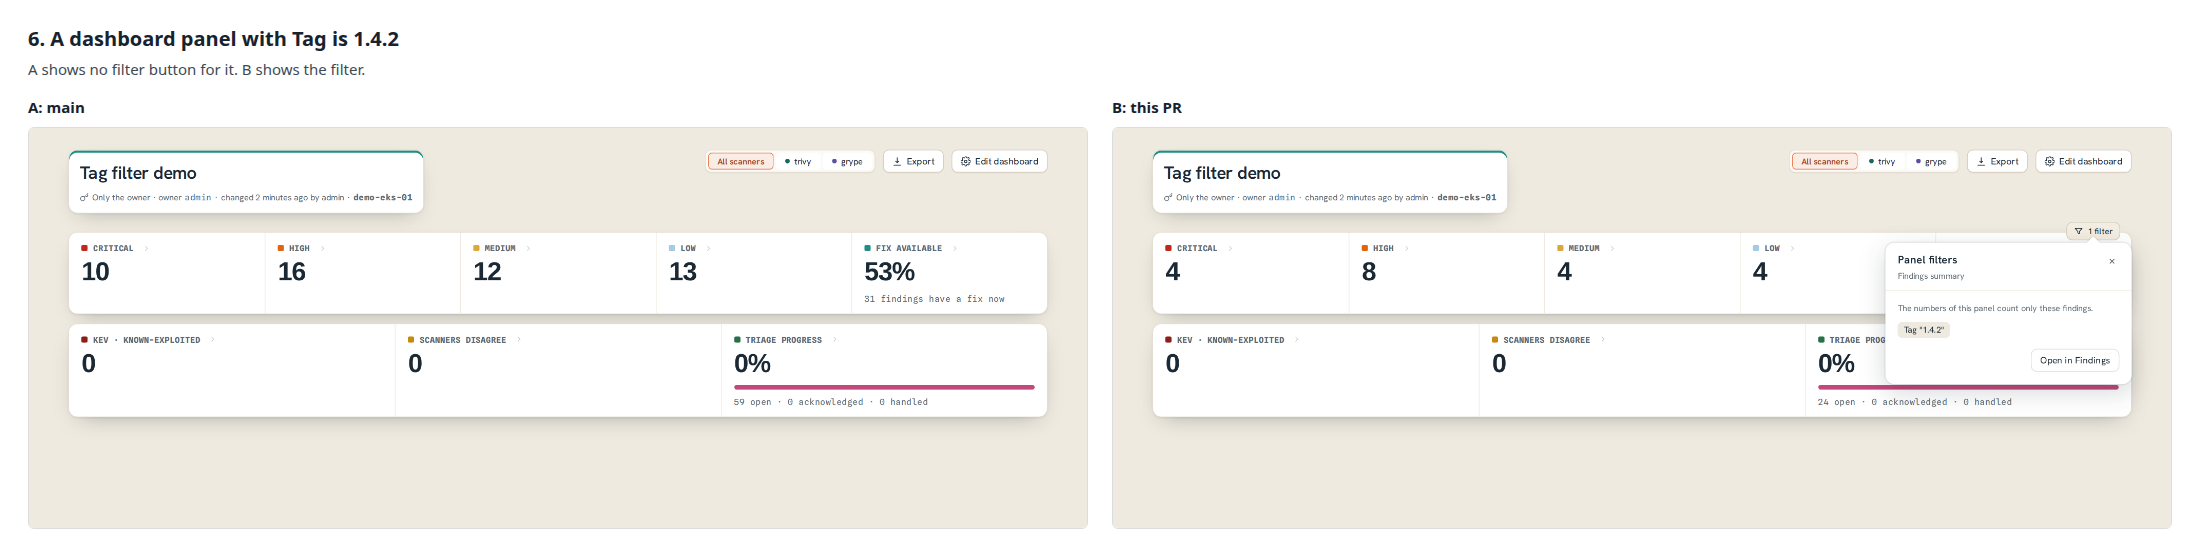 6. A dashboard panel with Tag is 1.4.2
A shows no filter button for it. B shows the filter.
A: main
Tag filter demo
Only the owner · owner admin · changed 2 minutes ago by admin · demo-eks-01
All scanners trivy grype Export Edit dashboard
CRITICAL HIGH MEDIUM LOW FIX AVAILABLE
10 16 12 13 53%
31 findings have a fix now
KEV · KNOWN-EXPLOITED SCANNERS DISAGREE TRIAGE PROGRESS
0 0 0%
59 open · 0 acknowledged · 0 handled
B: this PR
Tag filter demo
Only the owner · owner admin · changed 2 minutes ago by admin · demo-eks-01
All scanners trivy grype Export Edit dashboard
1 filter
CRITICAL HIGH MEDIUM LOW
4 8 4 4
Panel filters
Findings summary
The numbers of this panel count only these findings.
Tag "1.4.2"
Open in Findings
KEV · KNOWN-EXPLOITED SCANNERS DISAGREE TRIAGE PROG
0 0 0%
24 open · 0 acknowledged · 0 handled